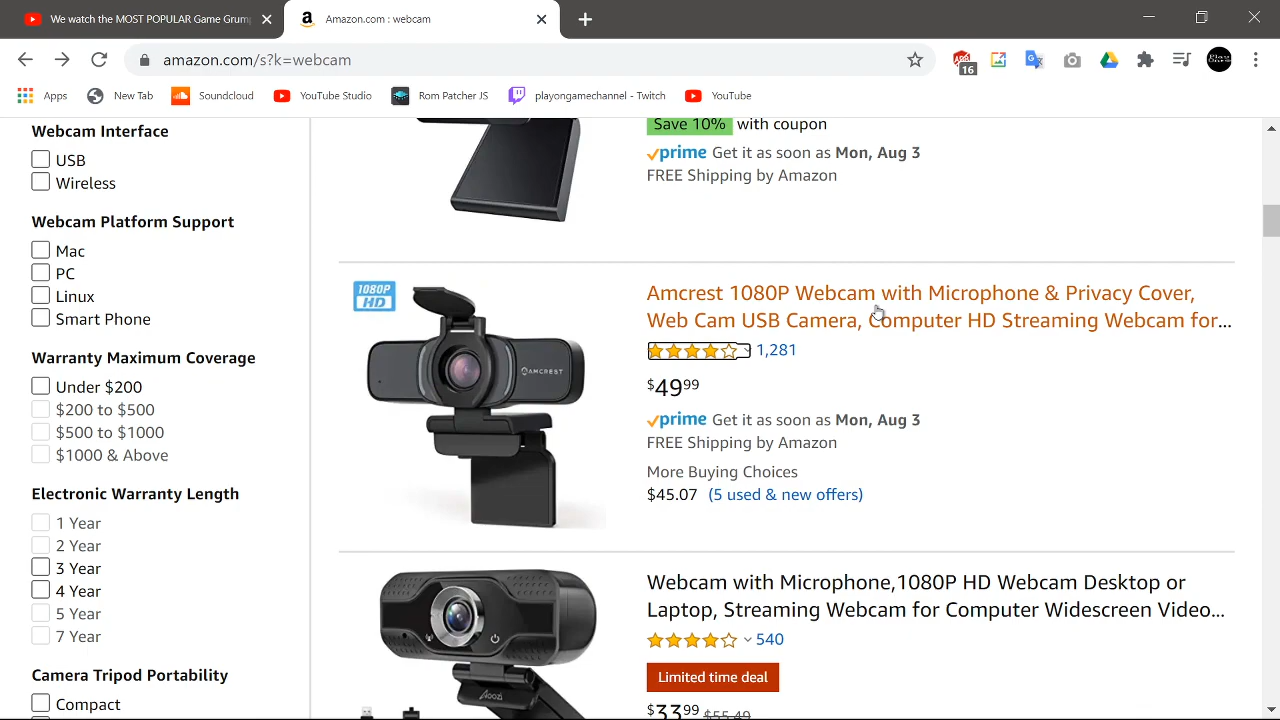 We watch the MOST POPULAR Game Grum
Amazon.com : webcam
amazon.com/s?k=webcam
16
Apps
New Tab
Soundcloud
YouTube Studio
Rom Patcher JS
playongamechannel - Twitch
YouTube
Webcam Interface
USB
Wireless
Webcam Platform Support
Mac
PC
Linux
Smart Phone
Warranty Maximum Coverage
Under $200
$200 to $500
$500 to $1000
$1000 & Above
Electronic Warranty Length
1 Year
2 Year
3 Year
4 Year
5 Year
7 Year
Camera Tripod Portability
Compact
Save 10% with coupon
prime Get it as soon as Mon, Aug 3
FREE Shipping by Amazon
1080P
HD
AMCREST
Amcrest 1080P Webcam with Microphone & Privacy Cover,
Web Cam USB Camera, Computer HD Streaming Webcam for...
1,281
$4999
prime Get it as soon as Mon, Aug 3
FREE Shipping by Amazon
More Buying Choices
$45.07 (5 used & new offers)
Webcam with Microphone,1080P HD Webcam Desktop or
Laptop, Streaming Webcam for Computer Widescreen Video...
540
Limited time deal
$3399 $55.49